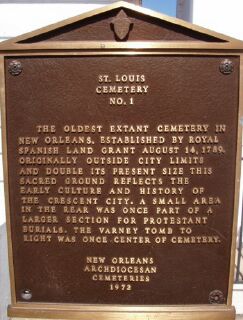 ST. LOUIS
CEMETERY
NO. 1
THE OLDEST EXTANT CEMETERY IN
NEW ORLEANS, ESTABLISHED BY ROYAL
SPANISH LAND GRANT AUGUST 14, 1789.
ORIGINALLY OUTSIDE CITY LIMITS
AND DOUBLE ITS PRESENT SIZE THIS
SACRED GROUND REFLECTS THE
EARLY CULTURE AND HISTORY OF
THE CRESCENT CITY. A SMALL AREA
IN THE REAR WAS ONCE PART OF A
LARGER SECTION FOR PROTESTANT
BURIALS. THE VARNEY TOMB TO
RIGHT WAS ONCE CENTER OF CEMETERY.
NEW ORLEANS
ARCHDIOCESAN
CEMETERIES
1972